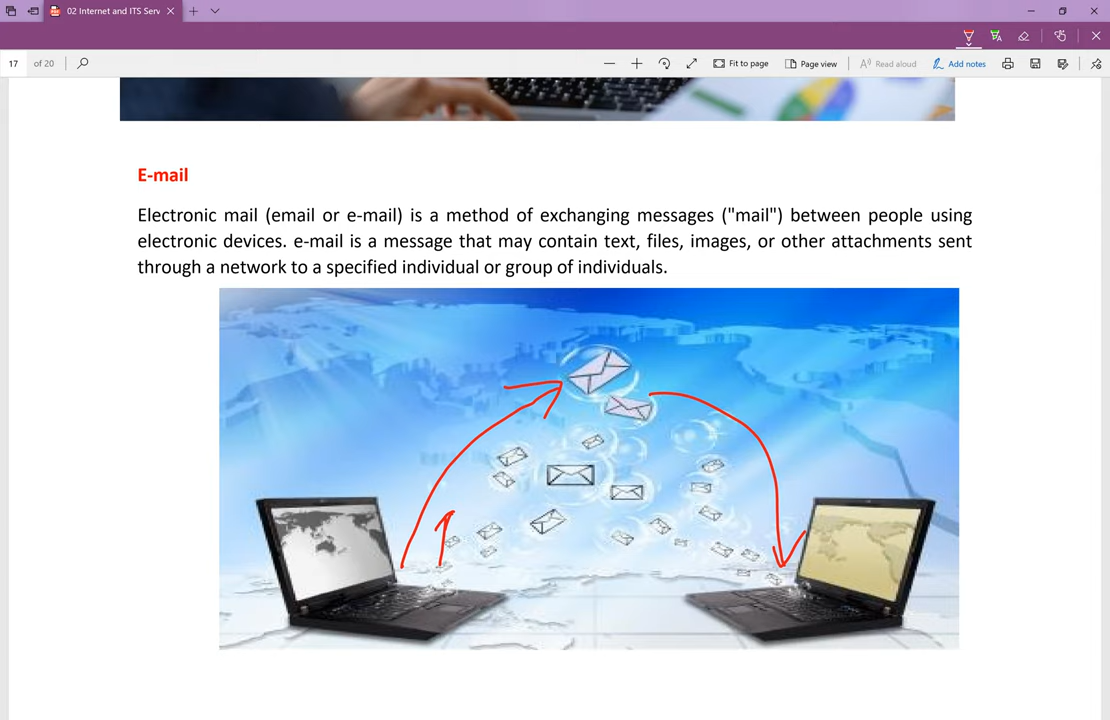 02 Internet and ITS Serv
17 of 20
Fit to page
Page view
Read aloud
Add notes
E-mail
Electronic mail (email or e-mail) is a method of exchanging messages ("mail") between people using
electronic devices. e-mail is a message that may contain text, files, images, or other attachments sent
through a network to a specified individual or group of individuals.